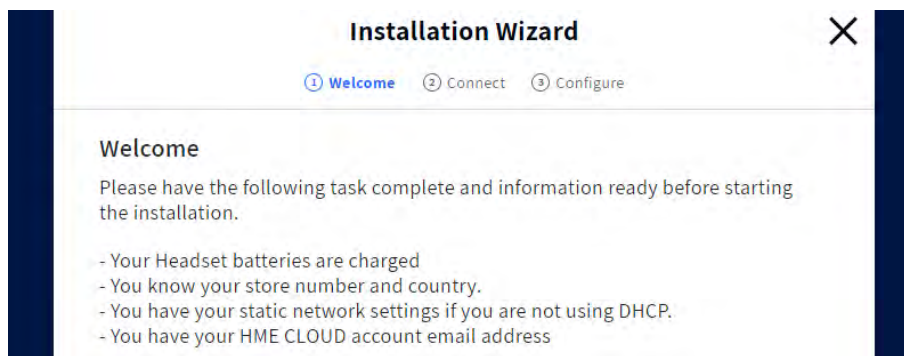 Installation Wizard
1 Welcome 2 Connect 3 Configure
Welcome
Please have the following task complete and information ready before starting
the installation.
- Your Headset batteries are charged
- You know your store number and country.
- You have your static network settings if you are not using DHCP.
- You have your HME CLOUD account email address